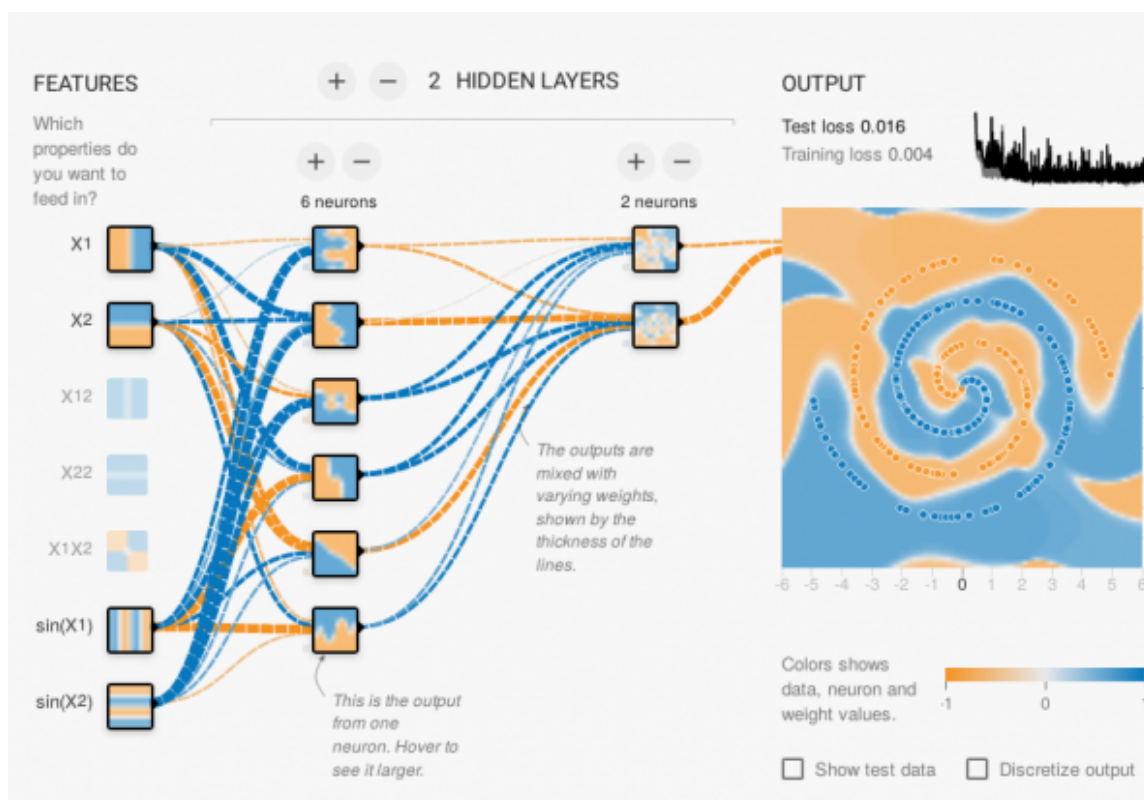 FEATURES
Which
properties do
you want to
feed in?
+ − 2 HIDDEN LAYERS
+ −
6 neurons
+ −
2 neurons
X1
X2
X12
X22
X1X2
sin(X1)
sin(X2)
The outputs are
mixed with
varying weights,
shown by the
thickness of the
lines.
This is the output
from one
neuron. Hover to
see it larger.
OUTPUT
Test loss 0.016
Training loss 0.004
-6 -5 -4 -3 -2 -1 0 1 2 3 4 5 6
Colors shows
data, neuron and
weight values.
-1 0 1
Show test data
Discretize output